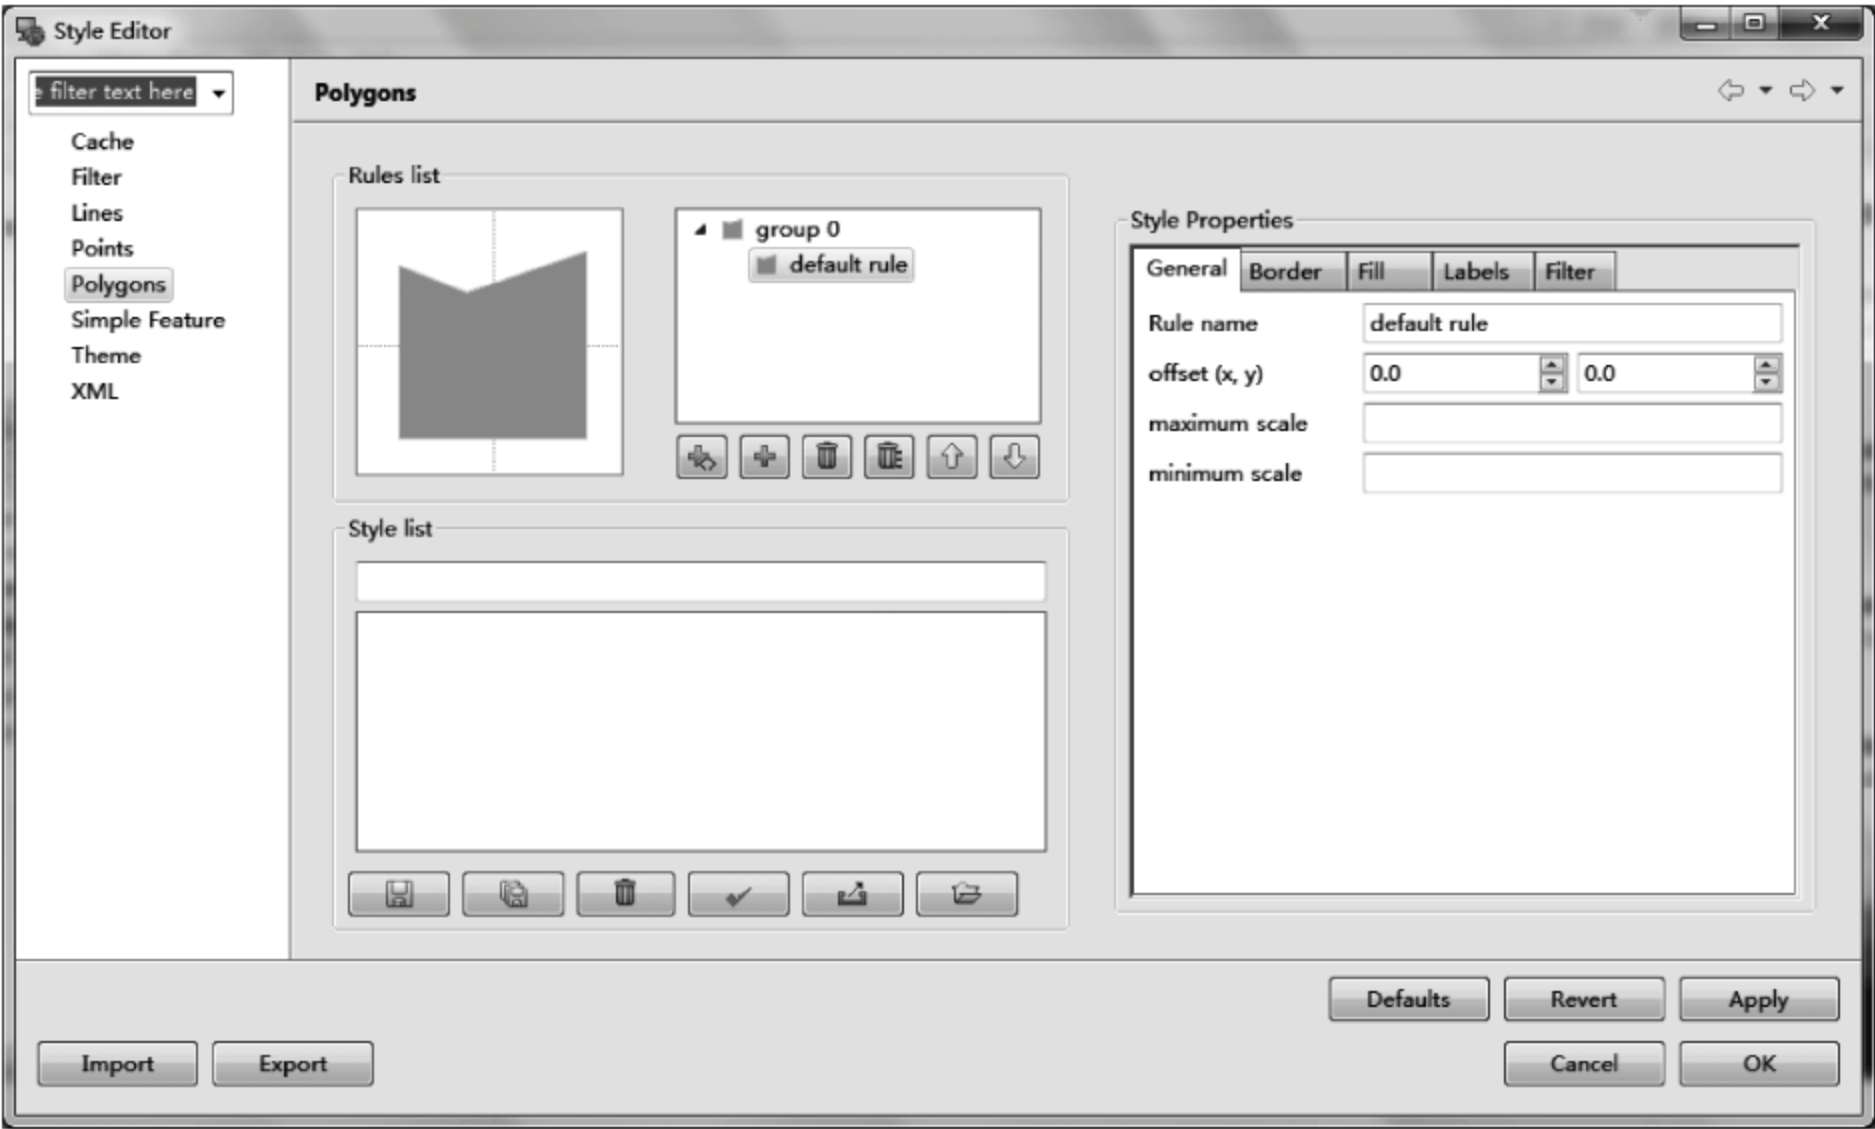 Style Editor
filter text here
Cache
Filter
Lines
Points
Polygons
Simple Feature
Theme
XML
Polygons
Rules list
group 0
default rule
Style list
Style Properties
General Border Fill Labels Filter
Rule name default rule
offset (x, y) 0.0 0.0
maximum scale
minimum scale
Defaults Revert Apply
Import Export Cancel OK